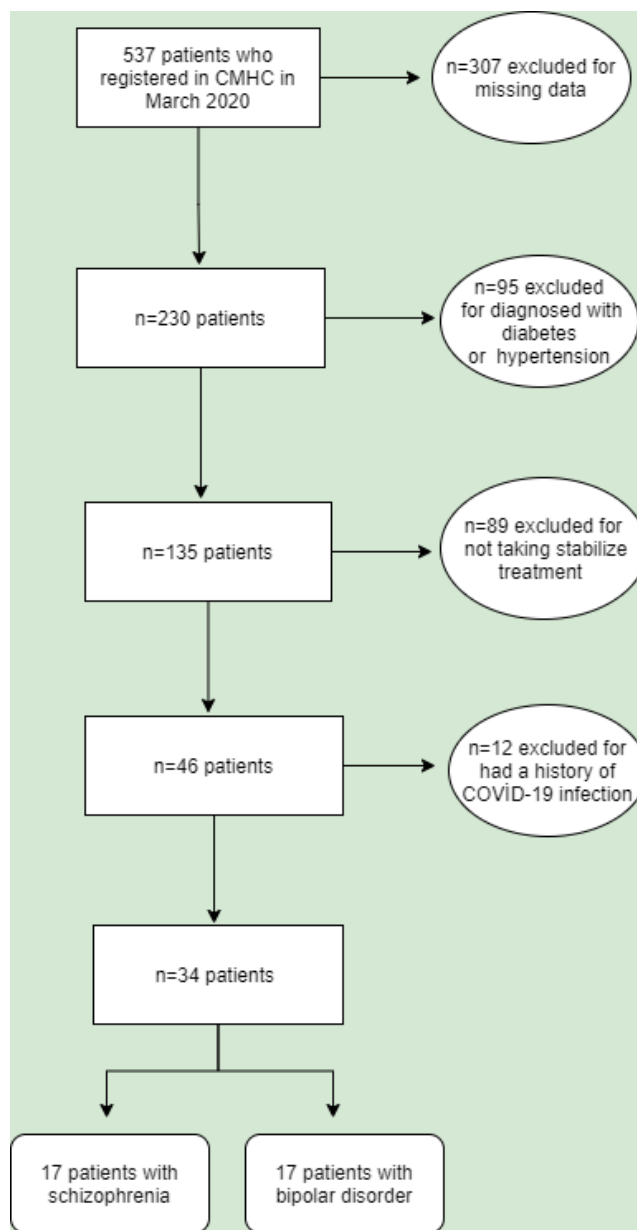 537 patients who
registered in CMHC in
March 2020
n=307 excluded for
missing data
n=230 patients
n=95 excluded
for diagnosed with
diabetes
or hypertension
n=135 patients
n=89 excluded for
not taking stabilize
treatment
n=46 patients
n=12 excluded for
had a history of
COVİD-19 infection
n=34 patients
17 patients with
schizophrenia
17 patients with
bipolar disorder